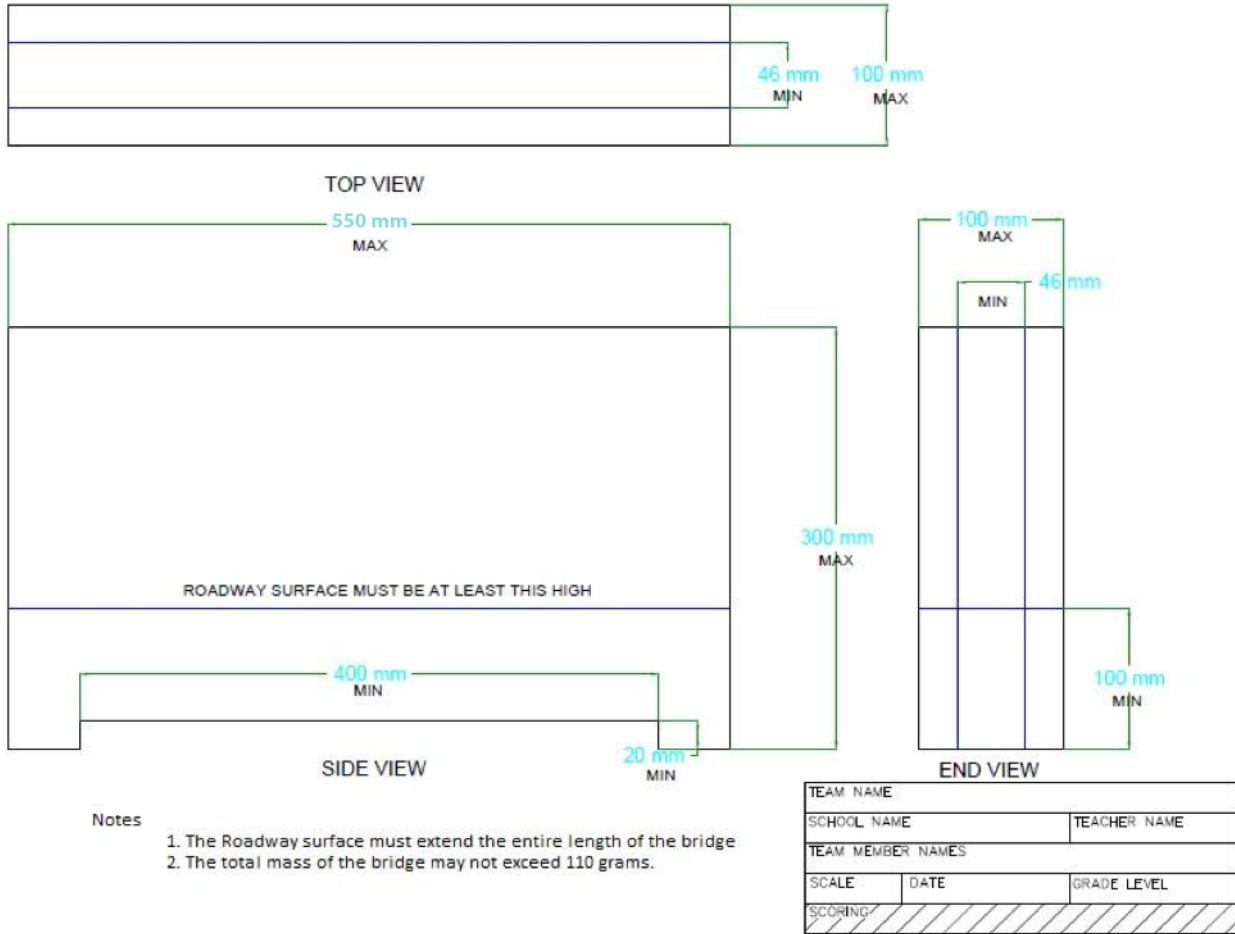 46 mm
MIN
100 mm
MAX
TOP VIEW
550 mm
MAX
100 mm
MAX
46 mm
MIN
300 mm
MAX
ROADWAY SURFACE MUST BE AT LEAST THIS HIGH
400 mm
MIN
100 mm
MIN
20 mm
MIN
SIDE VIEW
END VIEW
Notes
1. The Roadway surface must extend the entire length of the bridge
2. The total mass of the bridge may not exceed 110 grams.
TEAM NAME
SCHOOL NAME TEACHER NAME
TEAM MEMBER NAMES
SCALE DATE GRADE LEVEL
SCORING